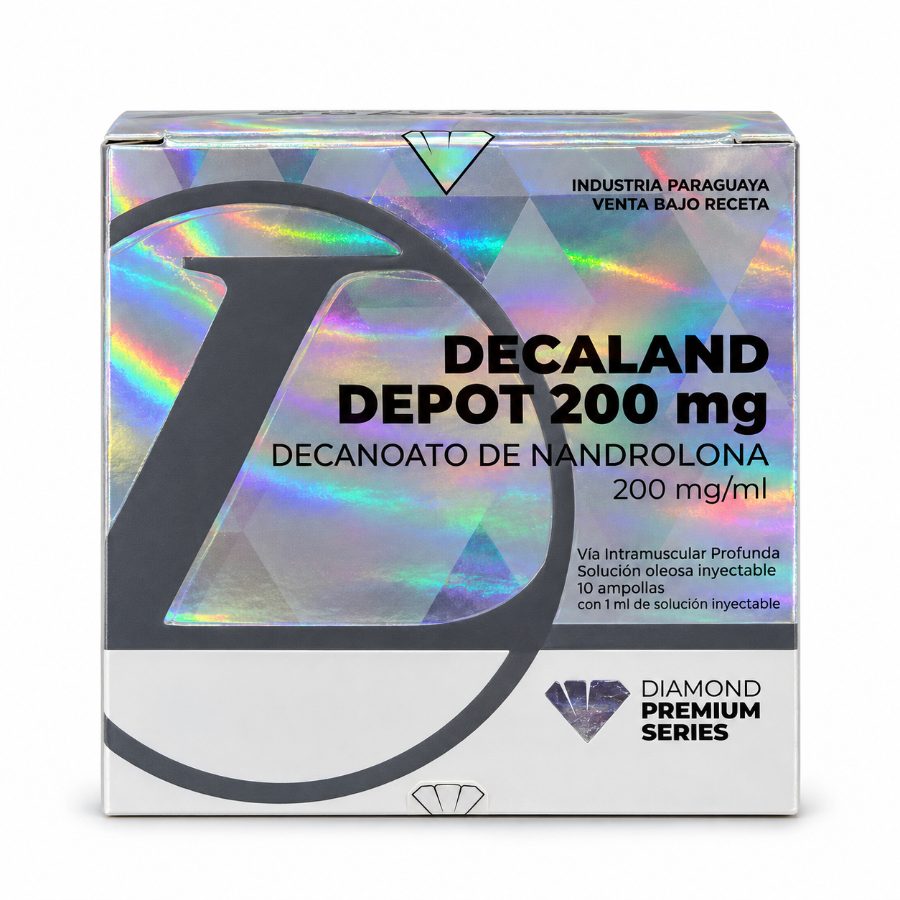 INDUSTRIA PARAGUAYA
VENTA BAJO RECETA
DECALAND
DEPOT 200 mg
DECANOATO DE NANDROLONA
200 mg/ml
Vía Intramuscular Profunda
Solución oleosa inyectable
10 ampollas
con 1 ml de solución inyectable
DIAMOND
PREMIUM
SERIES